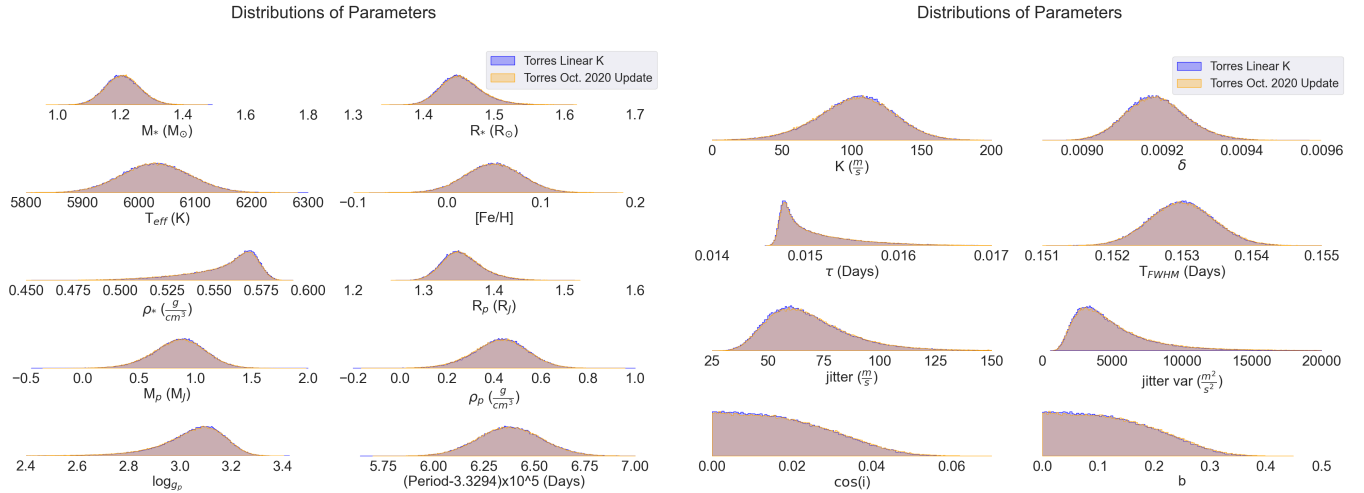 Distributions of Parameters
Torres Linear K
Torres Oct. 2020 Update
1.0 1.2 1.4 1.6 1.8
M* (M⊙)
1.3 1.4 1.5 1.6 1.7
R* (R⊙)
5800 5900 6000 6100 6200 6300
T_eff (K)
−0.1 0.0 0.1 0.2
[Fe/H]
0.450 0.475 0.500 0.525 0.550 0.575 0.600
ρ* (g/cm³)
1.2 1.3 1.4 1.5 1.6
R_p (R_J)
−0.5 0.0 0.5 1.0 1.5 2.0
M_p (M_J)
−0.2 0.0 0.2 0.4 0.6 0.8 1.0
ρ_p (g/cm³)
2.4 2.6 2.8 3.0 3.2 3.4
log_g_p
5.75 6.00 6.25 6.50 6.75 7.00
(Period-3.3294)x10^5 (Days)
Distributions of Parameters
Torres Linear K
Torres Oct. 2020 Update
0 50 100 150 200
K (m/s)
0.0090 0.0092 0.0094 0.0096
δ
0.014 0.015 0.016 0.017
τ (Days)
0.151 0.152 0.153 0.154 0.155
T_FWHM (Days)
25 50 75 100 125 150
jitter (m/s)
0 5000 10000 15000 20000
jitter var (m²/s²)
0.00 0.02 0.04 0.06
cos(i)
0.0 0.1 0.2 0.3 0.4 0.5
b